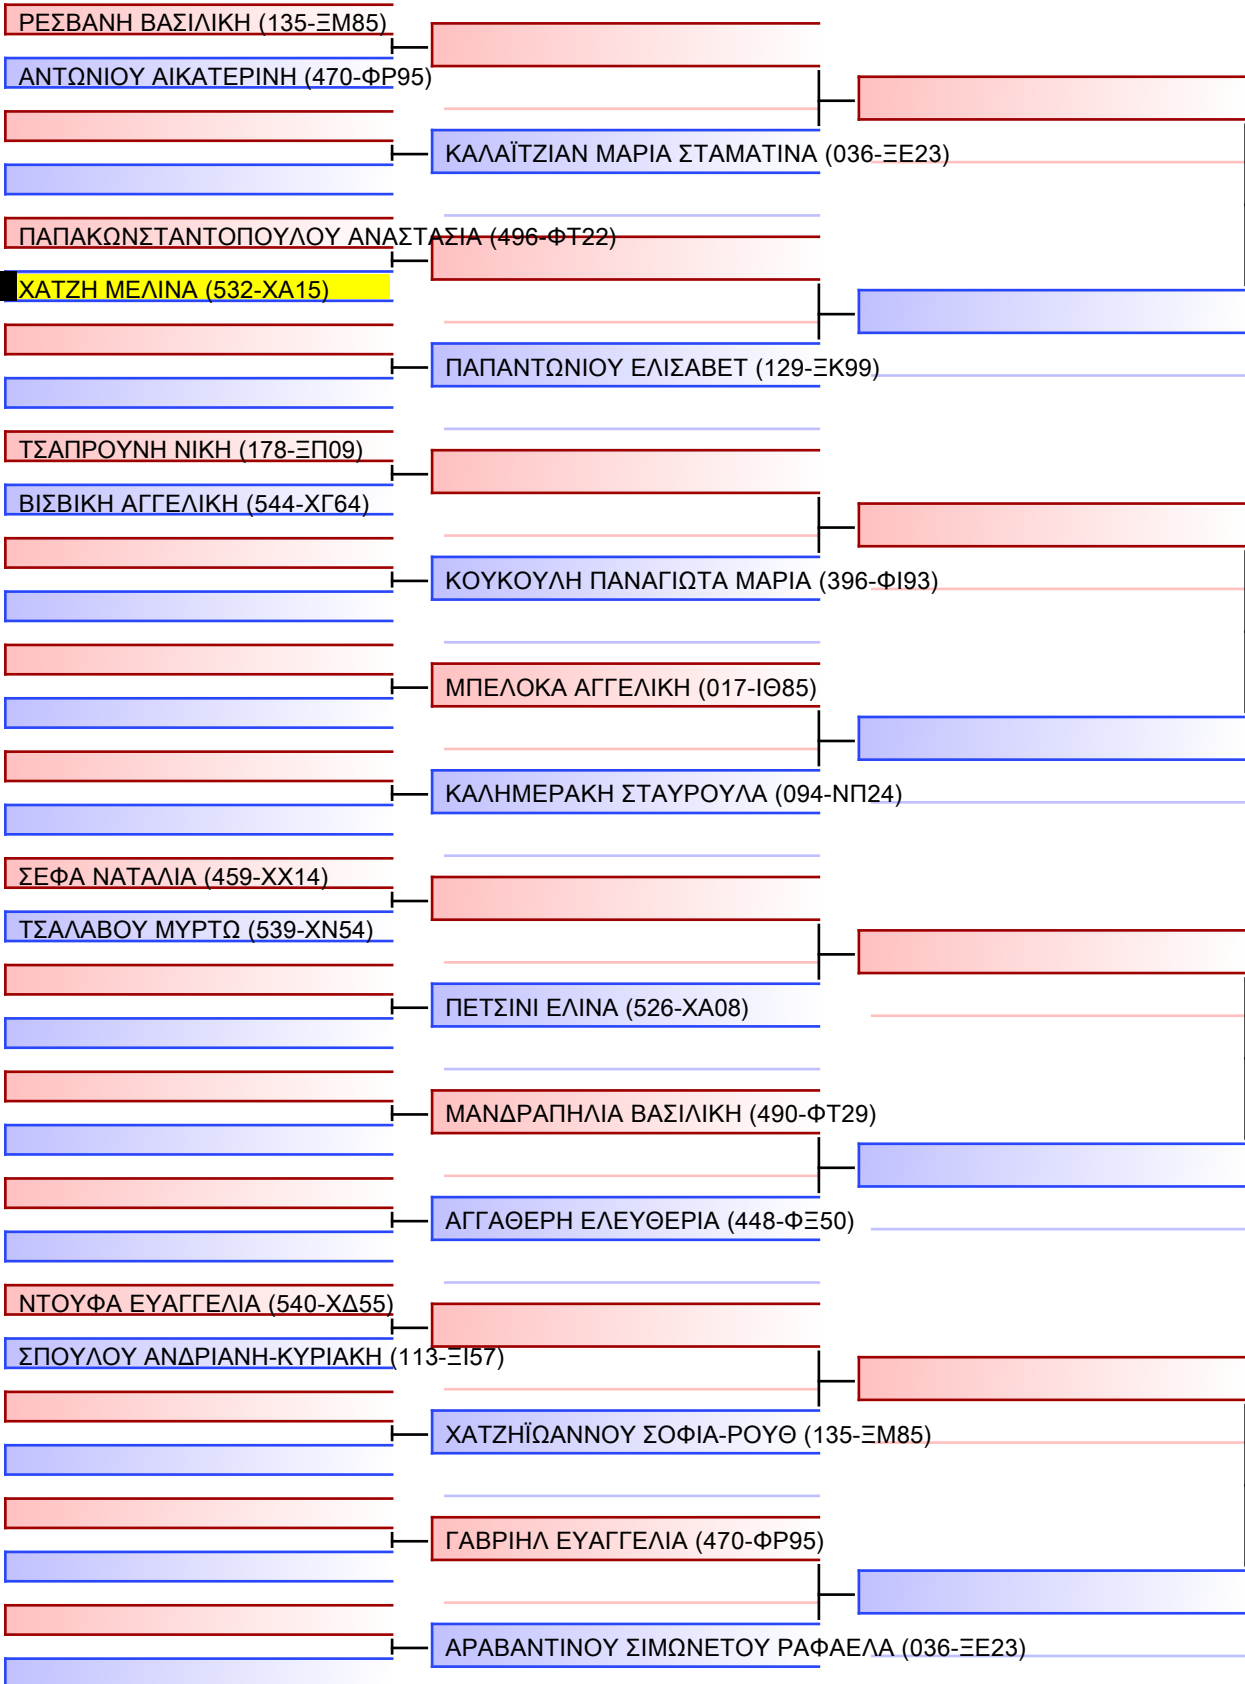 ΡΕΣΒΑΝΗ ΒΑΣΙΛΙΚΗ (135-ΞΜ85)
ΑΝΤΩΝΙΟΥ ΑΙΚΑΤΕΡΙΝΗ (470-ΦΡ95)
ΚΑΛΑΪΤΖΙΑΝ ΜΑΡΙΑ ΣΤΑΜΑΤΙΝΑ (036-ΞΕ23)
ΠΑΠΑΚΩΝΣΤΑΝΤΟΠΟΥΛΟΥ ΑΝΑΣΤΑΣΙΑ (496-ΦΤ22)
ΧΑΤΖΗ ΜΕΛΙΝΑ (532-ΧΑ15)
ΠΑΠΑΝΤΩΝΙΟΥ ΕΛΙΣΑΒΕΤ (129-ΞΚ99)
ΤΣΑΠΡΟΥΝΗ ΝΙΚΗ (178-ΞΠ09)
ΒΙΣΒΙΚΗ ΑΓΓΕΛΙΚΗ (544-ΧΓ64)
ΚΟΥΚΟΥΛΗ ΠΑΝΑΓΙΩΤΑ ΜΑΡΙΑ (396-ΦΙ93)
ΜΠΕΛΟΚΑ ΑΓΓΕΛΙΚΗ (017-ΙΘ85)
ΚΑΛΗΜΕΡΑΚΗ ΣΤΑΥΡΟΥΛΑ (094-ΝΠ24)
ΣΕΦΑ ΝΑΤΑΛΙΑ (459-ΧΧ14)
ΤΣΑΛΑΒΟΥ ΜΥΡΤΩ (539-ΧΝ54)
ΠΕΤΣΙΝΙ ΕΛΙΝΑ (526-ΧΑ08)
ΜΑΝΔΡΑΠΗΛΙΑ ΒΑΣΙΛΙΚΗ (490-ΦΤ29)
ΑΓΓΑΘΕΡΗ ΕΛΕΥΘΕΡΙΑ (448-ΦΞ50)
ΝΤΟΥΦΑ ΕΥΑΓΓΕΛΙΑ (540-ΧΔ55)
ΣΠΟΥΛΟΥ ΑΝΔΡΙΑΝΗ-ΚΥΡΙΑΚΗ (113-ΞΙ57)
ΧΑΤΖΗΪΩΑΝΝΟΥ ΣΟΦΙΑ-ΡΟΥΘ (135-ΞΜ85)
ΓΑΒΡΙΗΛ ΕΥΑΓΓΕΛΙΑ (470-ΦΡ95)
ΑΡΑΒΑΝΤΙΝΟΥ ΣΙΜΩΝΕΤΟΥ ΡΑΦΑΕΛΑ (036-ΞΕ23)